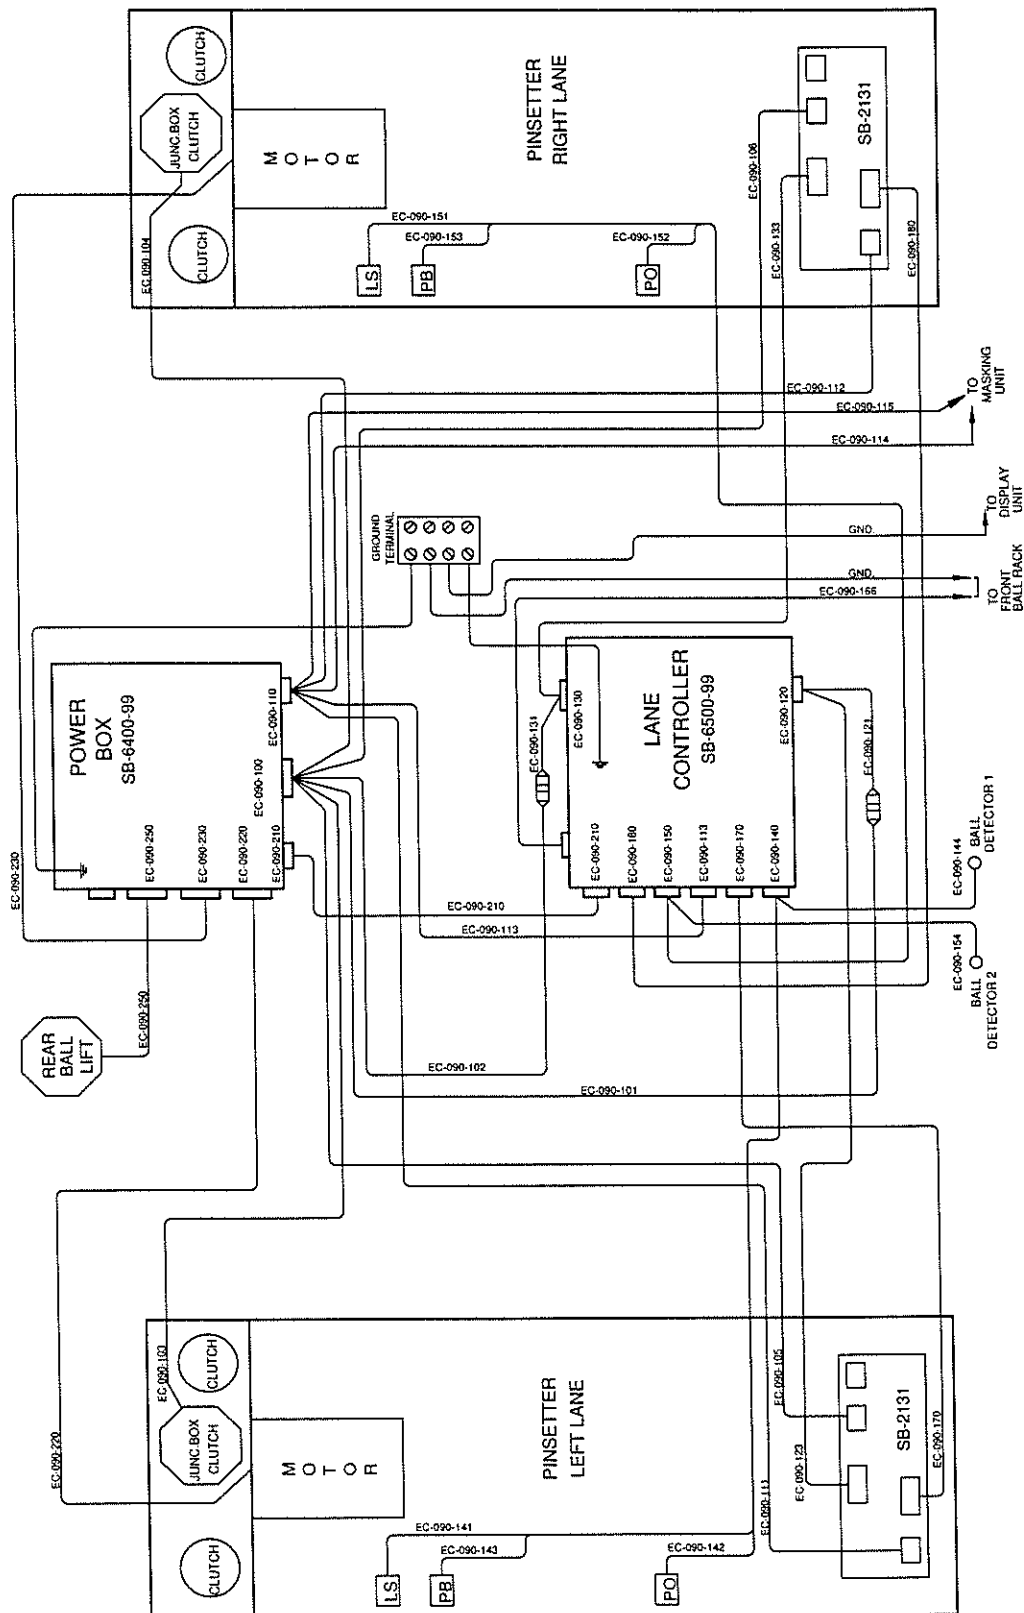 CLUTCH
JUNC.BOX
CLUTCH
CLUTCH
MOTOR
PINSETTER
RIGHT LANE
EC-090-104
EC-090-151
EC-090-153
EC-090-152
LS
PB
PO
EC-090-106
EC-090-133
SB-2131
EC-090-180
EC-090-112
EC-090-115
EC-090-114
TO
MASKING
UNIT
GROUND
TERMINAL
GND.
TO
DISPLAY
UNIT
GND.
EC-090-166
TO
FRONT
BALL RACK
EC-090-230
POWER
BOX
SB-6400-99
EC-090-110
EC-090-100
EC-090-250
EC-090-230
EC-090-220
EC-090-210
LANE
CONTROLLER
SB-6500-99
EC-090-130
EC-090-131
EC-090-120
EC-090-121
EC-090-210
EC-090-180
EC-090-150
EC-090-113
EC-090-170
EC-090-140
EC-090-144
BALL
DETECTOR 1
EC-090-154
BALL
DETECTOR 2
EC-090-210
EC-090-113
EC-090-102
EC-090-101
REAR
BALL
LIFT
EC-090-250
EC-090-220
EC-090-103
CLUTCH
JUNC.BOX
CLUTCH
CLUTCH
MOTOR
PINSETTER
LEFT LANE
EC-090-141
EC-090-143
EC-090-142
LS
PB
PO
EC-090-105
EC-090-123
EC-090-111
SB-2131
EC-090-170